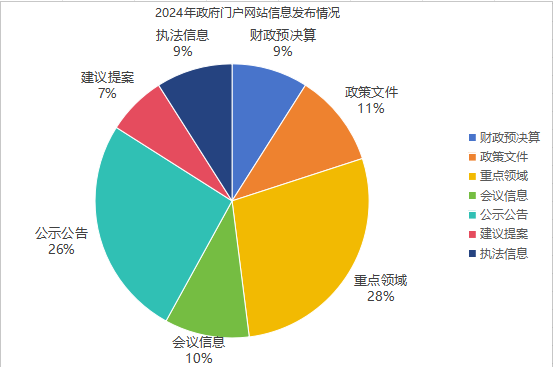 2024年政府门户网站信息发布情况
执法信息
9%
财政预决算
9%
建议提案
7%
政策文件
11%
公示公告
26%
重点领域
28%
会议信息
10%
财政预决算
政策文件
重点领域
会议信息
公示公告
建议提案
执法信息